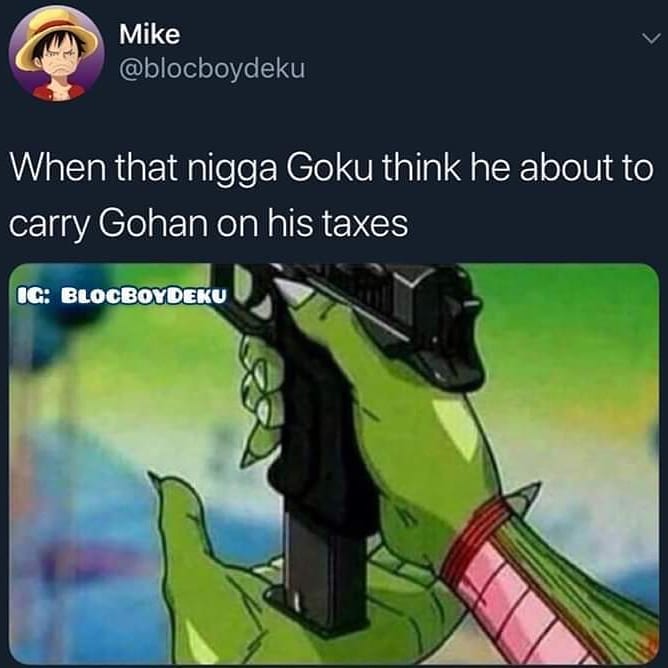 Mike
@blocboydeku
When that nigga Goku think he about to
carry Gohan on his taxes
IG: BLOCBOYDEKU